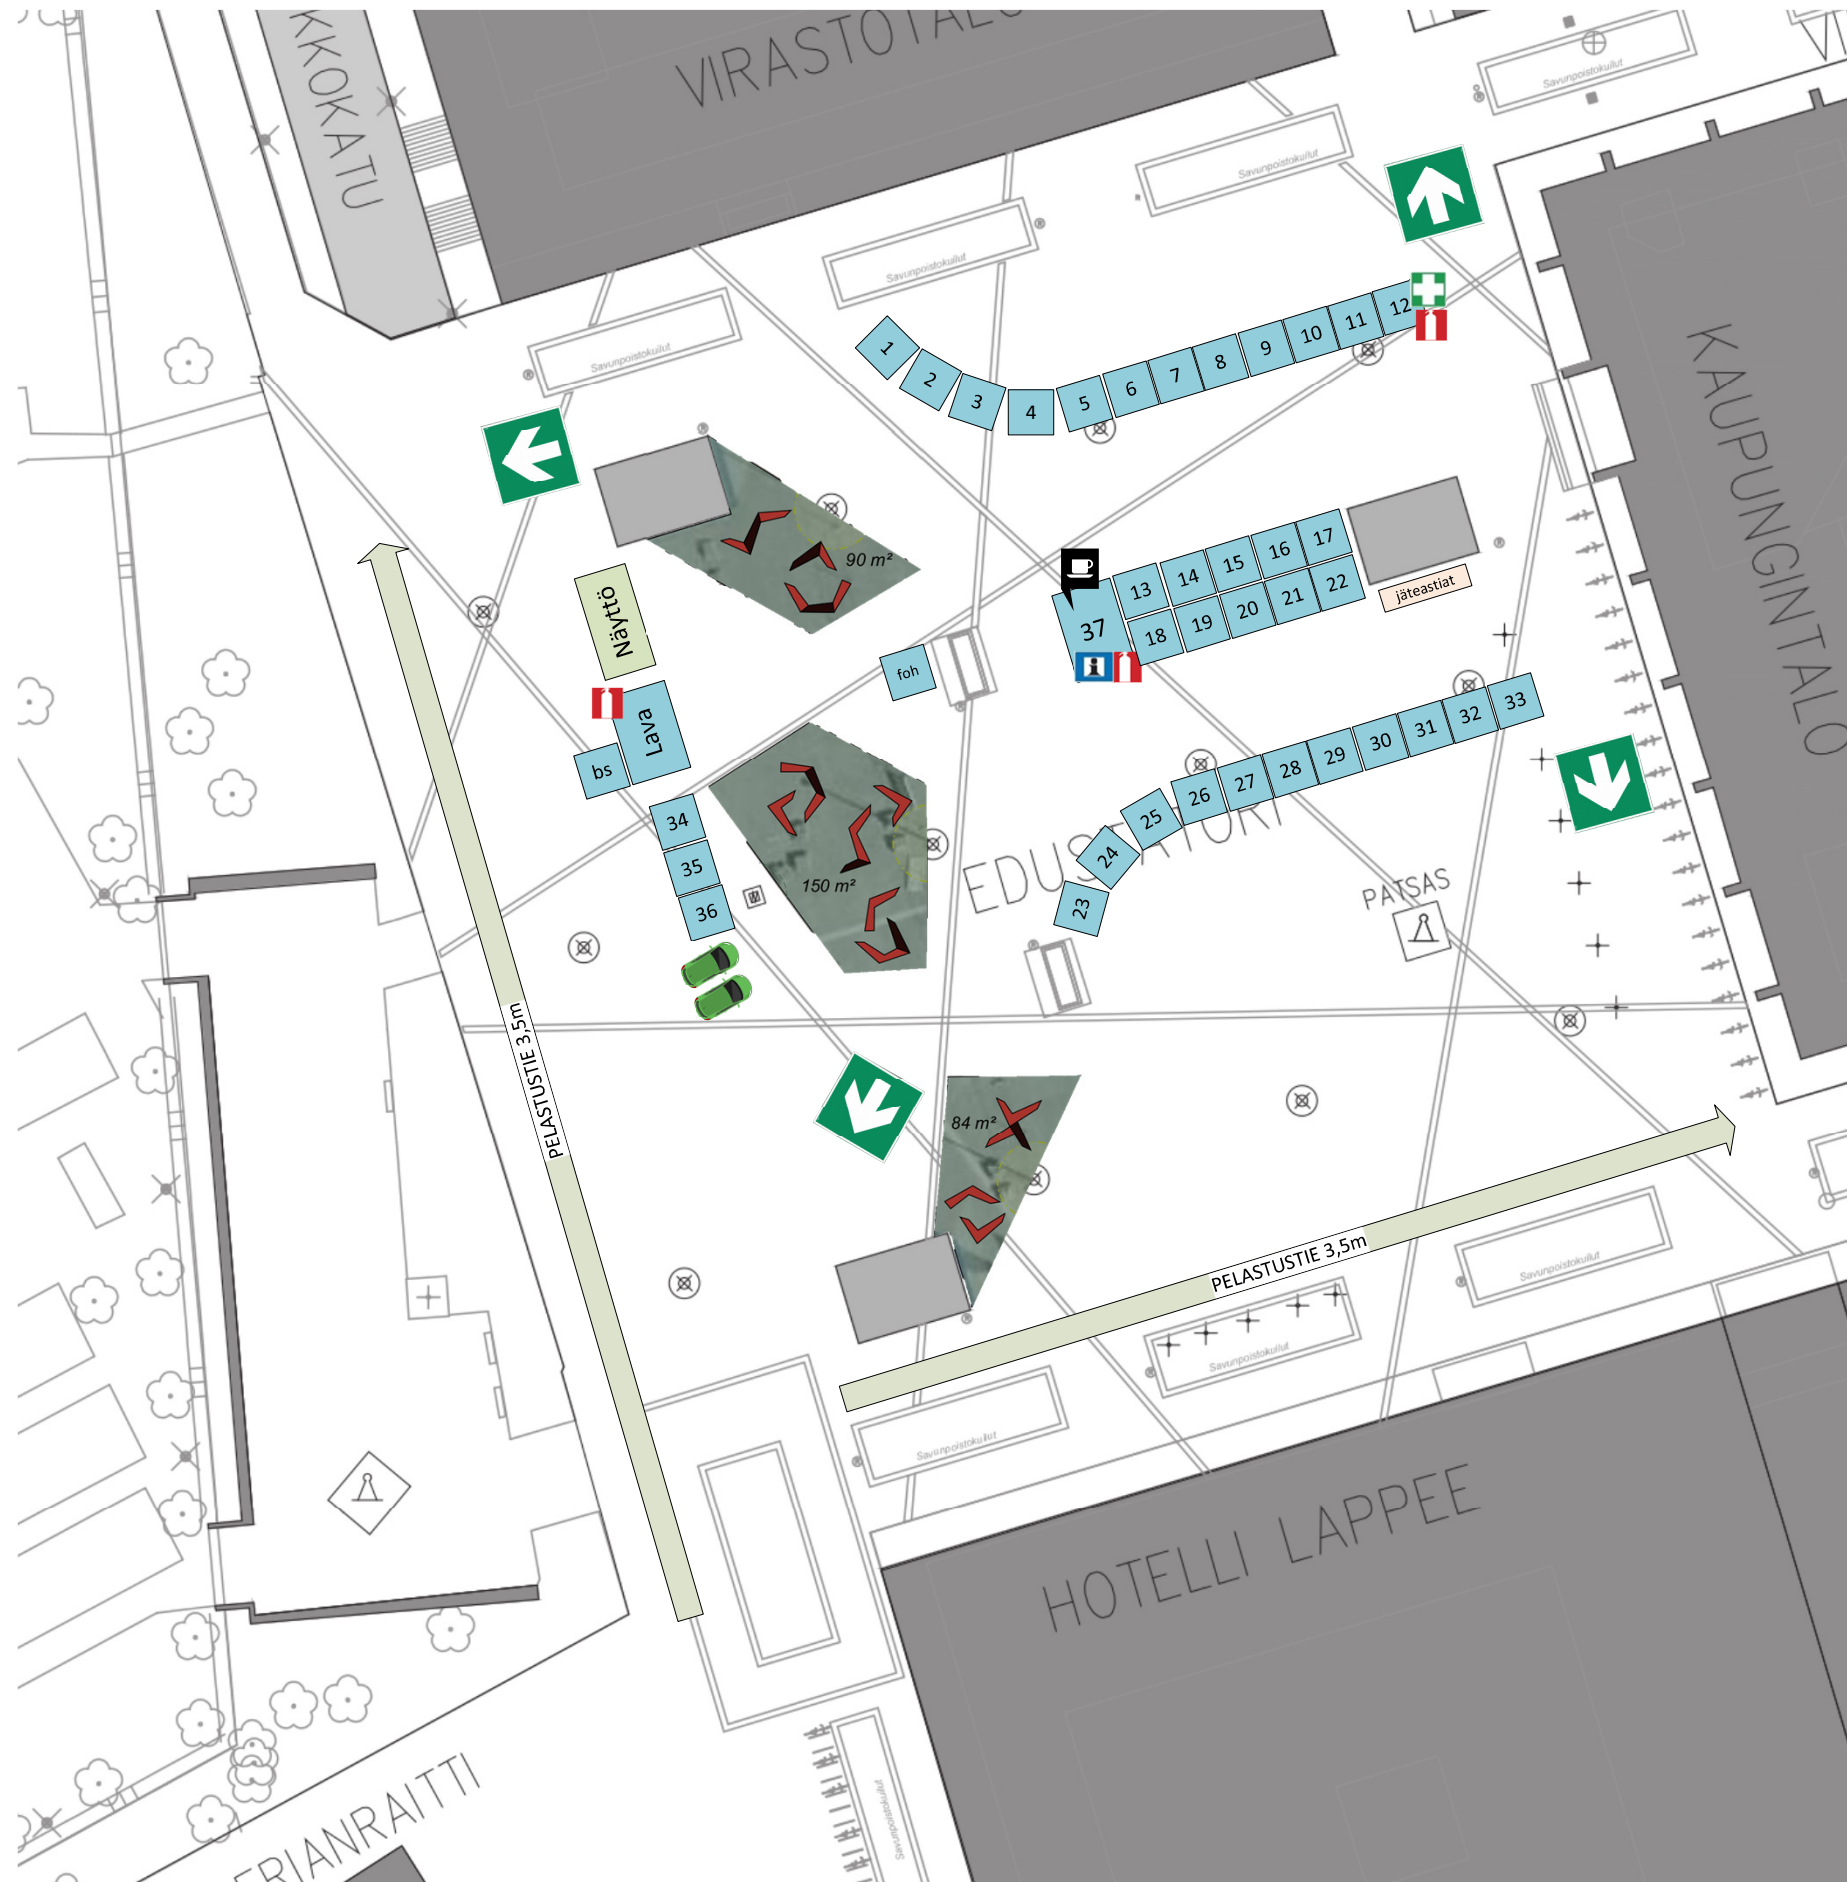 KKOKATU
VIRASTOTALO
Savunpoistokuilut
Savunpoistokuilut
Savunpoistokuilut
Savunpoistokuilut
KAUPUNGINTALO
1
2
3
4
5
6
7
8
9
10
11
12
90 m²
Näyttö
foh
37
13
14
15
16
17
18
19
20
21
22
jäteastiat
Lava
bs
34
35
36
150 m²
23
24
25
26
27
28
29
30
31
32
33
PATSAS
PELASTUSTIE 3,5m
84 m²
PELASTUSTIE 3,5m
Savunpoistokuilut
Savunpoistokuilut
Savunpoistokuilut
HOTELLI LAPPEE
Savunpoistokuilut
ERIANRAITTI